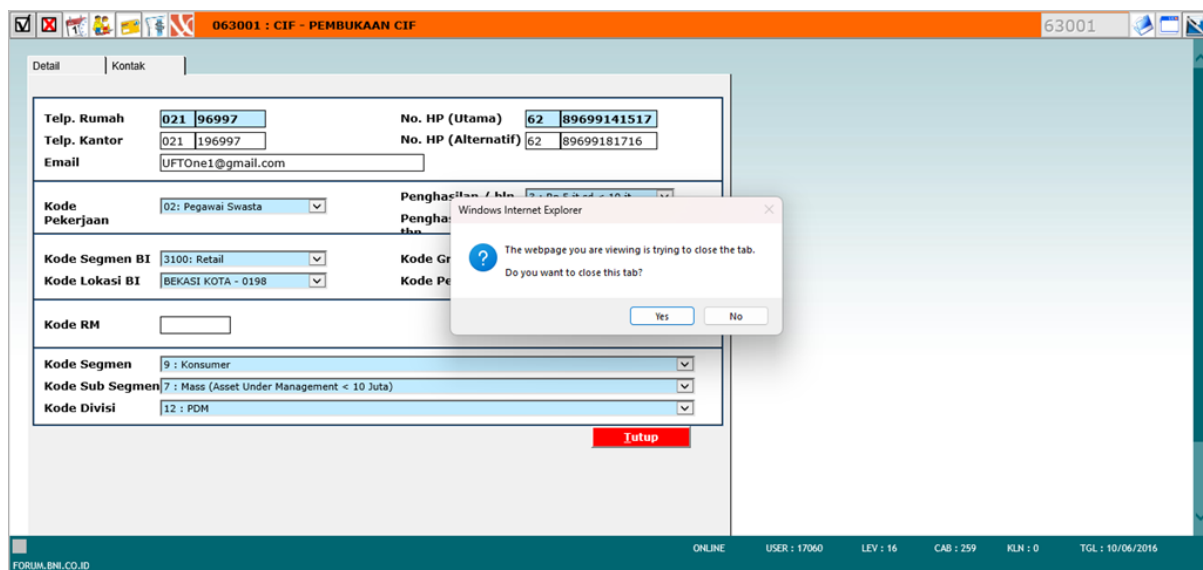 063001 : CIF - PEMBUKAAN CIF 63001
Detail Kontak
Telp. Rumah 021 96997 No. HP (Utama) 62 89699141517
Telp. Kantor 021 196997 No. HP (Alternatif) 62 89699181716
Email UFTOne1@gmail.com
Penghasilan / bln
Kode Pekerjaan 02: Pegawai Swasta
Windows Internet Explorer
The webpage you are viewing is trying to close the tab.
Do you want to close this tab?
Yes No
Kode Segmen BI 3100: Retail
Kode Lokasi BI BEKASI KOTA - 0198
Kode RM
Kode Segmen 9 : Konsumer
Kode Sub Segmen 7 : Mass (Asset Under Management < 10 Juta)
Kode Divisi 12 : PDM
Tutup
ONLINE USER : 17060 LEV : 16 CAB : 259 KLN : 0 TGL : 10/06/2016
FORUM.BNI.CO.ID